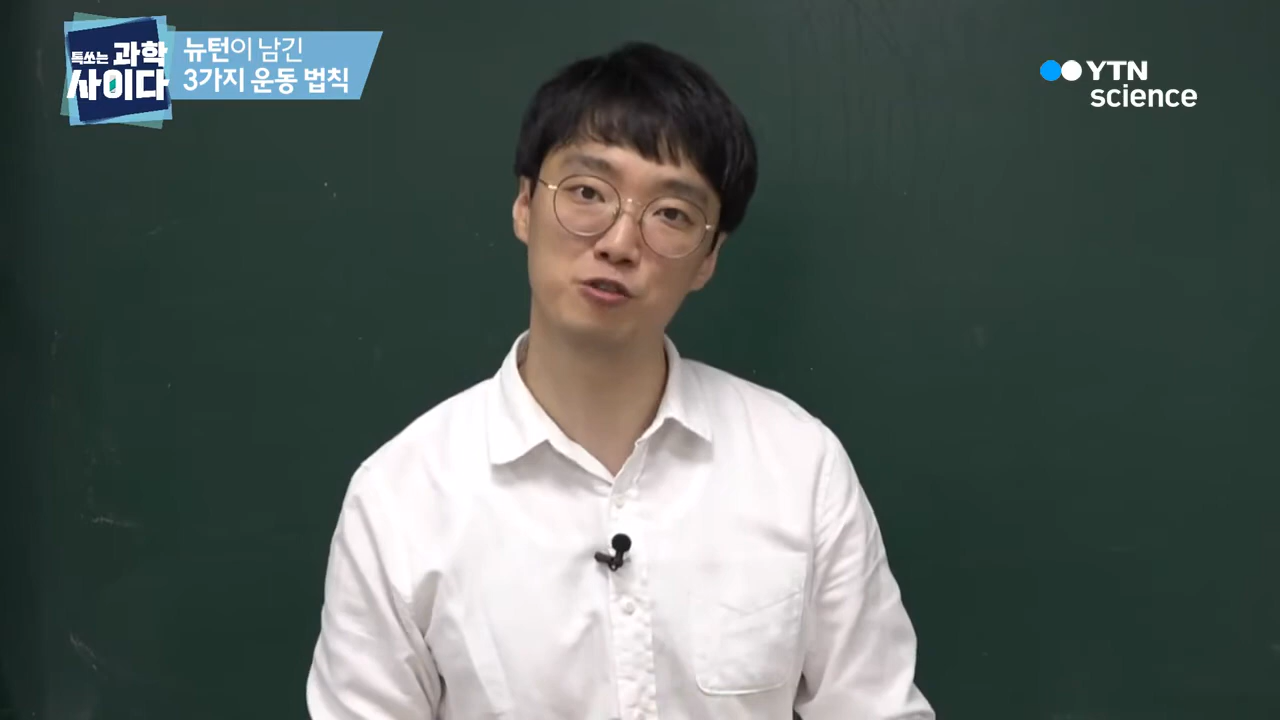 톡쏘는 과학
사이다
뉴턴이 남긴
3가지 운동 법칙
YTN
science